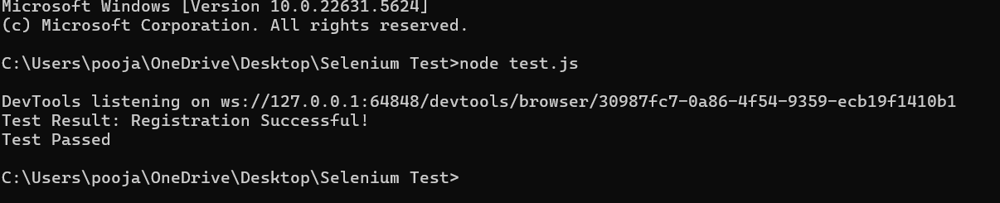 Microsoft Windows [Version 10.0.22631.5624]
(c) Microsoft Corporation. All rights reserved.
C:\Users\pooja\OneDrive\Desktop\Selenium Test>node test.js
DevTools listening on ws://127.0.0.1:64848/devtools/browser/30987fc7-0a86-4f54-9359-ecb19f1410b1
Test Result: Registration Successful!
Test Passed
C:\Users\pooja\OneDrive\Desktop\Selenium Test>